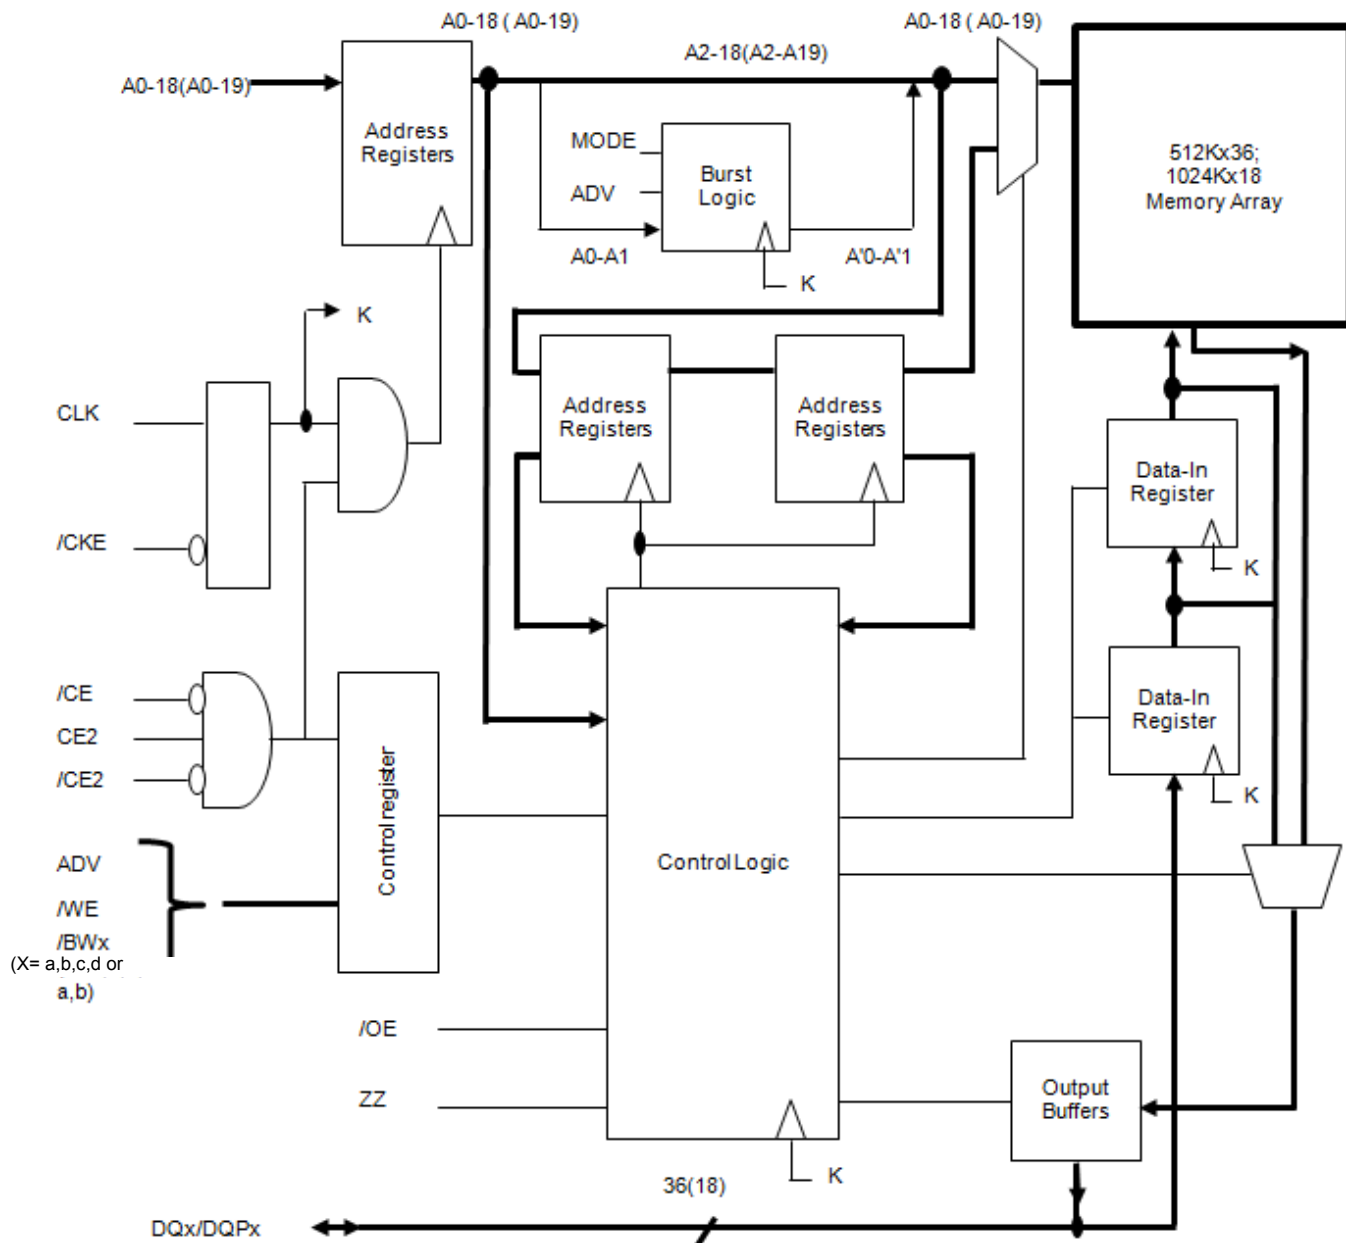 A0-18 ( A0-19)
A0-18 (A0-19)
A2-18(A2-A19)
A0-18(A0-19)
Address
Registers
MODE
ADV
Burst
Logic
A0-A1
A'0-A'1
K
512Kx36;
1024Kx18
Memory Array
K
CLK
/CKE
Address
Registers
Address
Registers
Data-In
Register
K
/CE
CE2
/CE2
Control register
Data-In
Register
K
ADV
/WE
/BWx
(X= a,b,c,d or
a,b)
Control Logic
/OE
ZZ
K
Output
Buffers
36(18)
DQx/DQPx